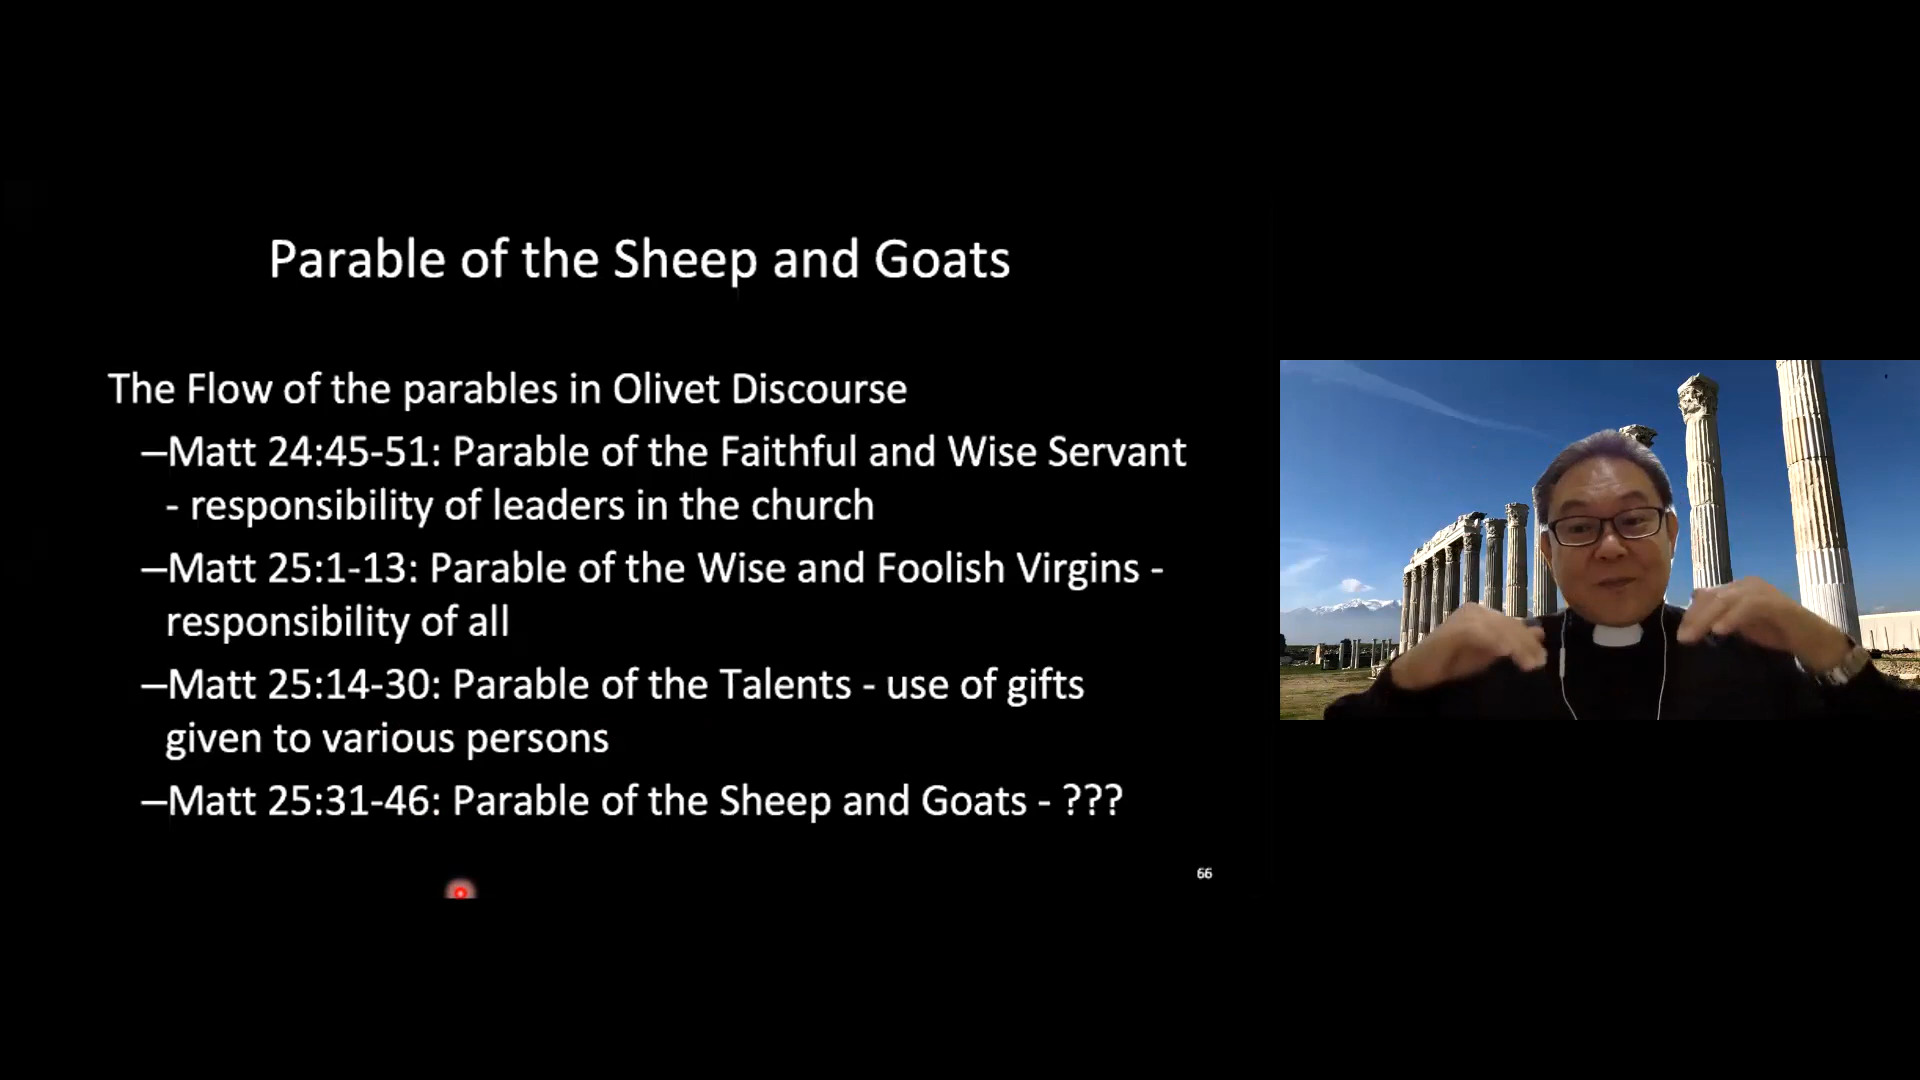 Parable of the Sheep and Goats
The Flow of the parables in Olivet Discourse
–Matt 24:45-51: Parable of the Faithful and Wise Servant
- responsibility of leaders in the church
–Matt 25:1-13: Parable of the Wise and Foolish Virgins -
responsibility of all
–Matt 25:14-30: Parable of the Talents - use of gifts
given to various persons
–Matt 25:31-46: Parable of the Sheep and Goats - ???
66